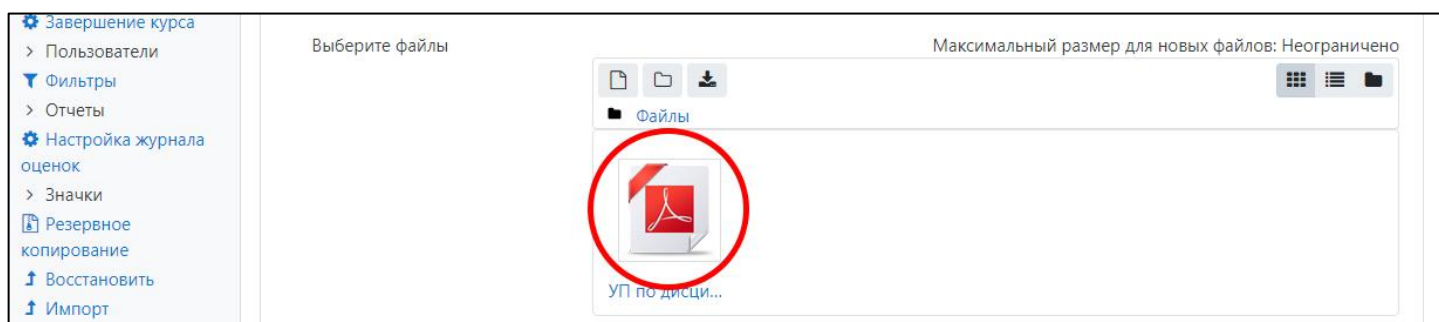 Завершение курса
Пользователи
Фильтры
Отчеты
Настройка журнала
оценок
Значки
Резервное
копирование
Восстановить
Импорт
Выберите файлы
Максимальный размер для новых файлов: Неограничено
Файлы
УП по дисци...